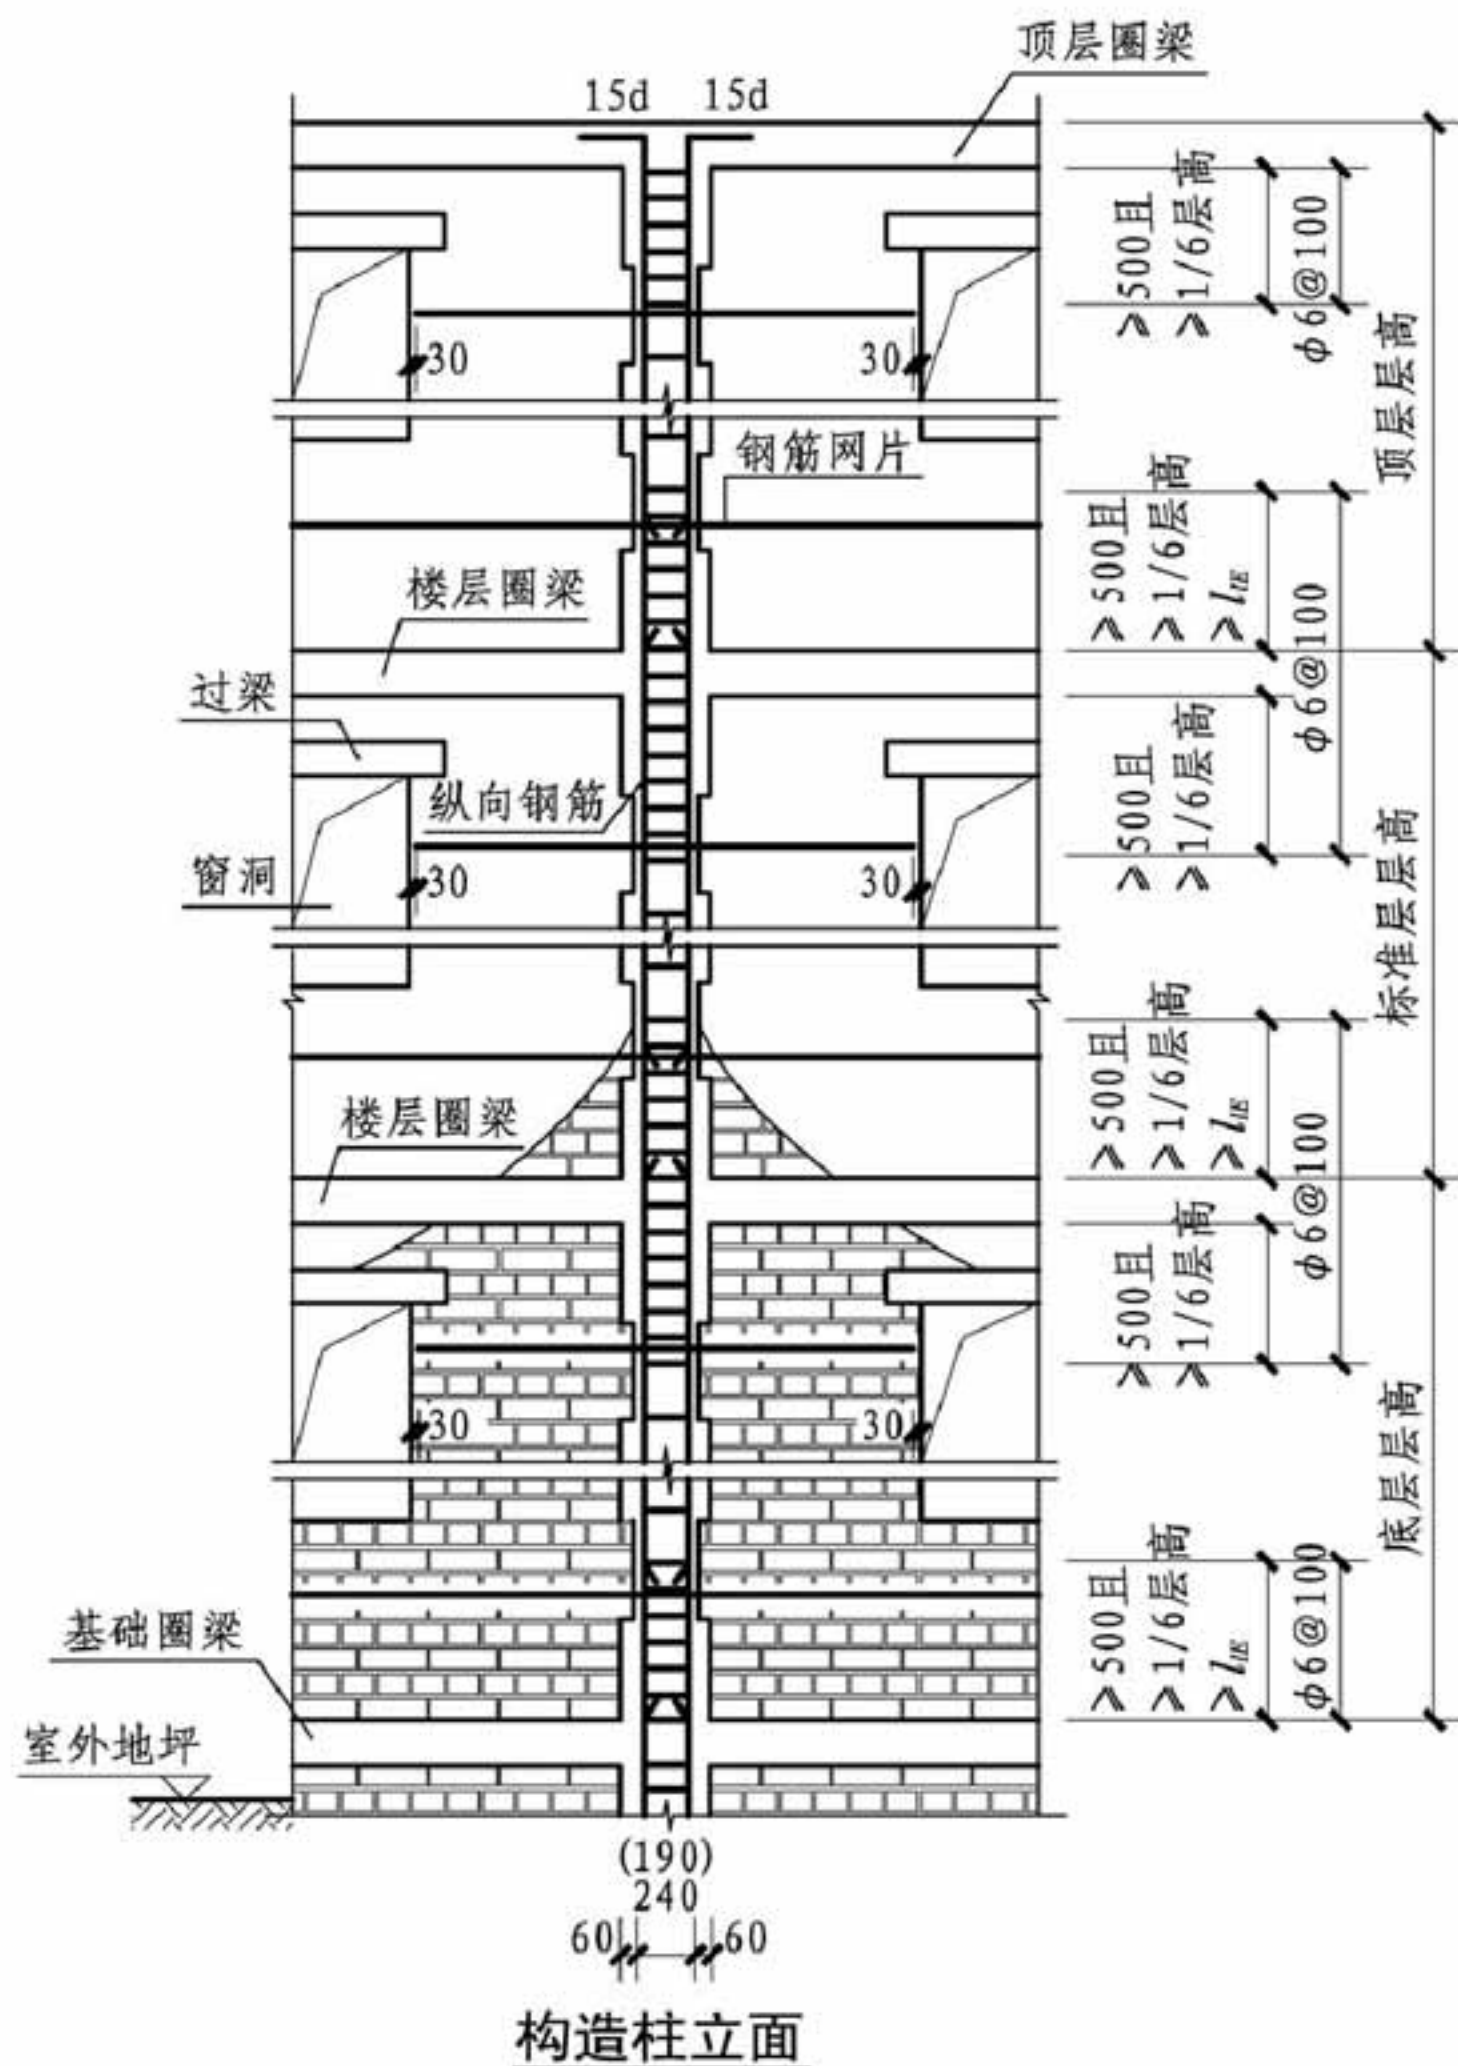 顶层圈梁
15d 15d
≥500且
≥1/6层高
φ6@100
顶层层高
30
30
钢筋网片
≥500且
≥1/6层高
≥llE
φ6@100
楼层圈梁
过梁
≥500且
≥1/6层高
纵向钢筋
窗洞
30
30
标准层层高
≥500且
≥1/6层高
≥llE
φ6@100
楼层圈梁
≥500且
≥1/6层高
30
30
底层层高
≥500且
≥1/6层高
≥llE
φ6@100
基础圈梁
室外地坪
(190)
240
60 60
构造柱立面